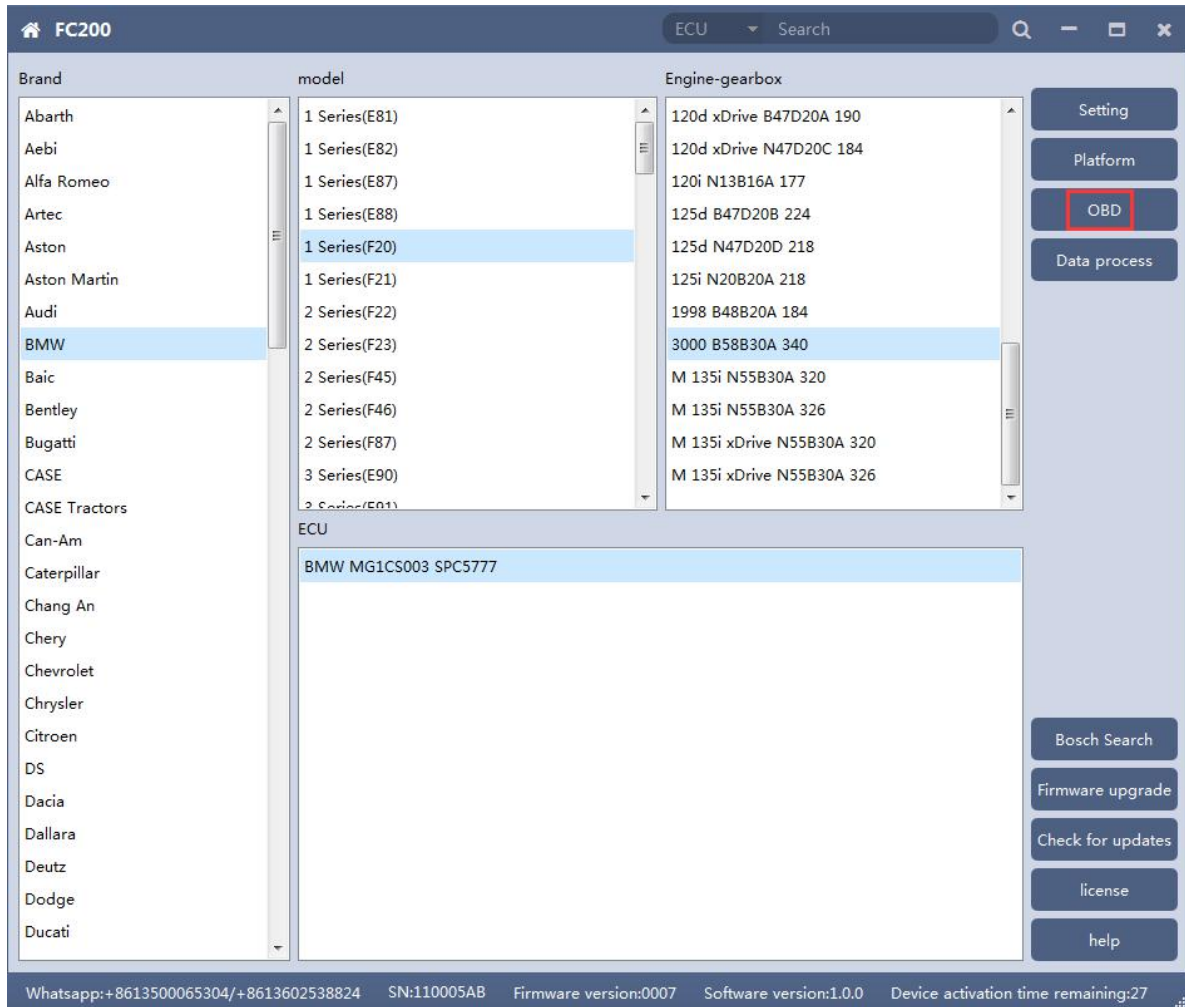 FC200
ECU
Search
Brand
Abarth
Aebi
Alfa Romeo
Artec
Aston
Aston Martin
Audi
BMW
Baic
Bentley
Bugatti
CASE
CASE Tractors
Can-Am
Caterpillar
Chang An
Chery
Chevrolet
Chrysler
Citroen
DS
Dacia
Dallara
Deutz
Dodge
Ducati
model
1 Series(E81)
1 Series(E82)
1 Series(E87)
1 Series(E88)
1 Series(F20)
1 Series(F21)
2 Series(F22)
2 Series(F23)
2 Series(F45)
2 Series(F46)
2 Series(F87)
3 Series(E90)
3 Series(E91)
Engine-gearbox
120d xDrive B47D20A 190
120d xDrive N47D20C 184
120i N13B16A 177
125d B47D20B 224
125d N47D20D 218
125i N20B20A 218
1998 B48B20A 184
3000 B58B30A 340
M 135i N55B30A 320
M 135i N55B30A 326
M 135i xDrive N55B30A 320
M 135i xDrive N55B30A 326
ECU
BMW MG1CS003 SPC5777
Setting
Platform
OBD
Data process
Bosch Search
Firmware upgrade
Check for updates
license
help
Whatsapp:+8613500065304/+8613602538824 SN:110005AB Firmware version:0007 Software version:1.0.0 Device activation time remaining:27